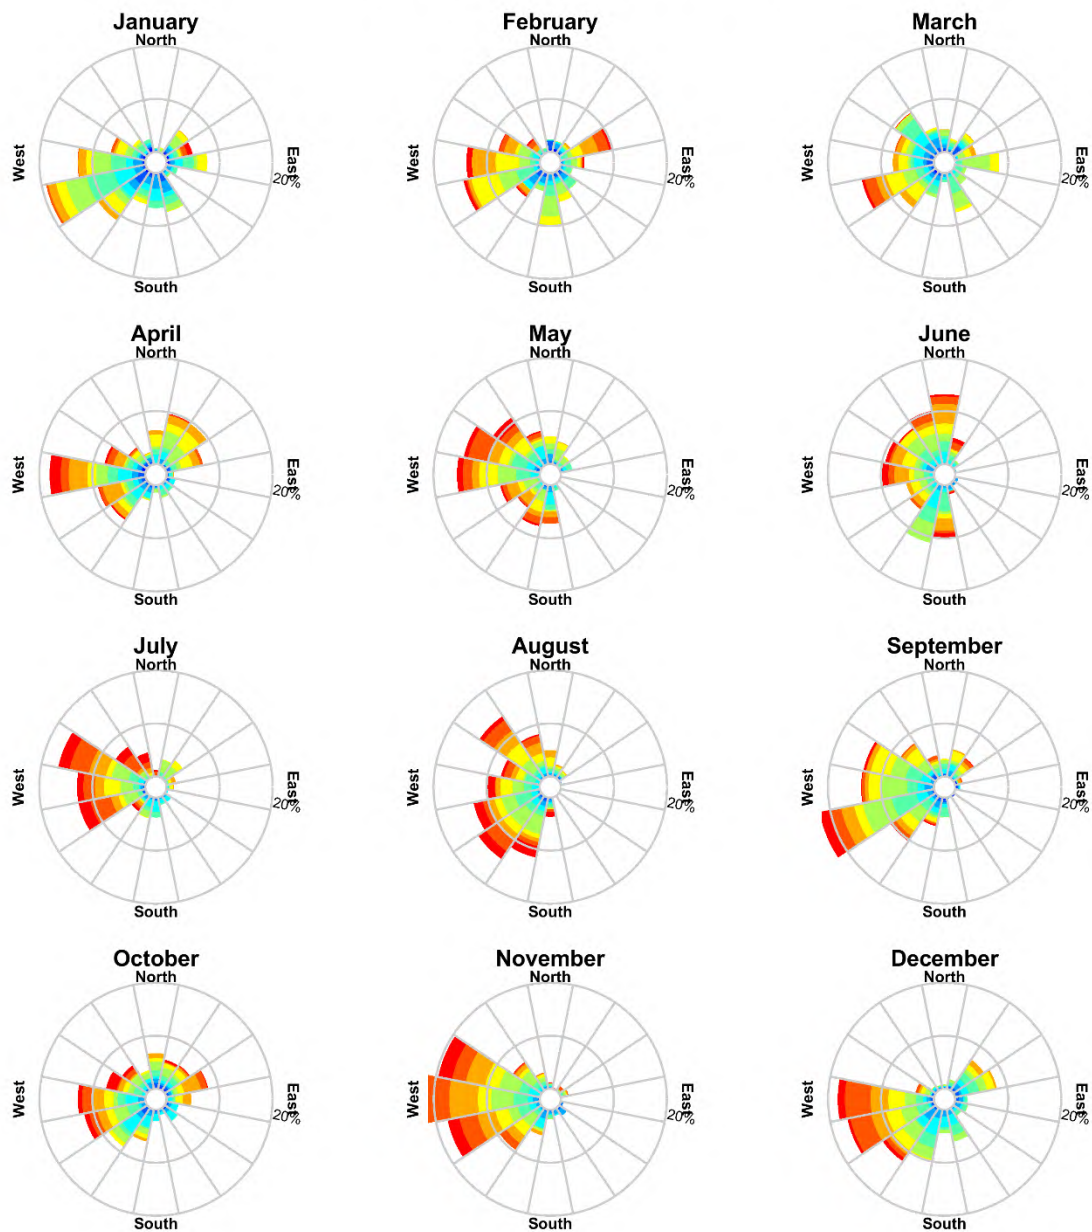 January
North
West
East
20%
South
February
North
West
East
20%
South
March
North
West
East
20%
South
April
North
West
East
20%
South
May
North
West
East
20%
South
June
North
West
East
20%
South
July
North
West
East
20%
South
August
North
West
East
20%
South
September
North
West
East
20%
South
October
North
West
East
20%
South
November
North
West
East
20%
South
December
North
West
East
20%
South